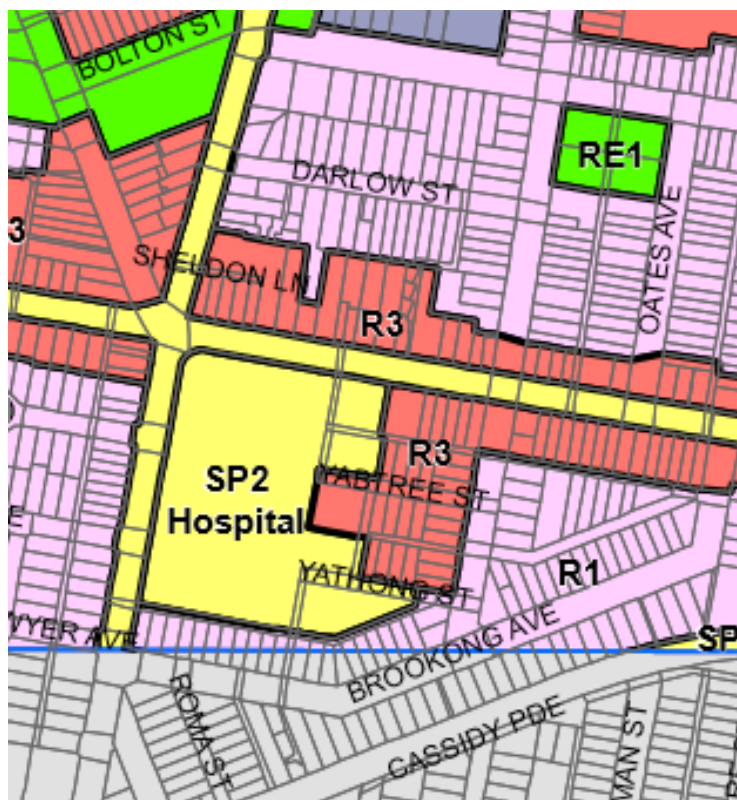 BOLTON ST
RE1
DARLOW ST
OATES AVE
3
SHELDON LN
R3
R3
SP2
Hospital
YABTREE ST
R1
YATHONG ST
E
WYER AVE
SP
BROOKONG AVE
ROMA ST
CASSIDY PDE
MAN ST